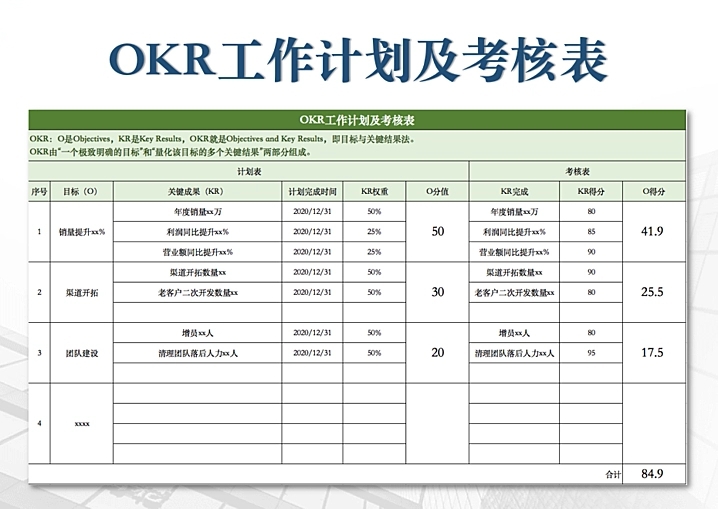 OKR工作计划及考核表
OKR工作计划及考核表
OKR：O是Objectives，KR是Key Results，OKR就是Objectives and Key Results，即目标与关键结果法。
OKR由“一个极致明确的目标”和“量化该目标的多个关键结果”两部分组成。
计划表 考核表
序号 目标（O） 关键成果（KR） 计划完成时间 KR权重 O分值 KR完成 KR得分 O得分
年度销量xx万 2020/12/31 50% 年度销量xx万 80
1 销量提升xx% 利润同比提升xx% 2020/12/31 25% 50 利润同比提升xx% 85 41.9
营业额同比提升xx% 2020/12/31 25% 营业额同比提升xx% 90
渠道开拓数量xx 2020/12/31 50% 渠道开拓数量xx 90
2 渠道开拓 老客户二次开发数量xx 2020/12/31 50% 30 老客户二次开发数量xx 80 25.5
增员xx人 2020/12/31 50% 增员xx人 80
3 团队建设 清理团队落后人力xx人 2020/12/31 50% 20 清理团队落后人力xx人 95 17.5
4 xxxx
合计 84.9